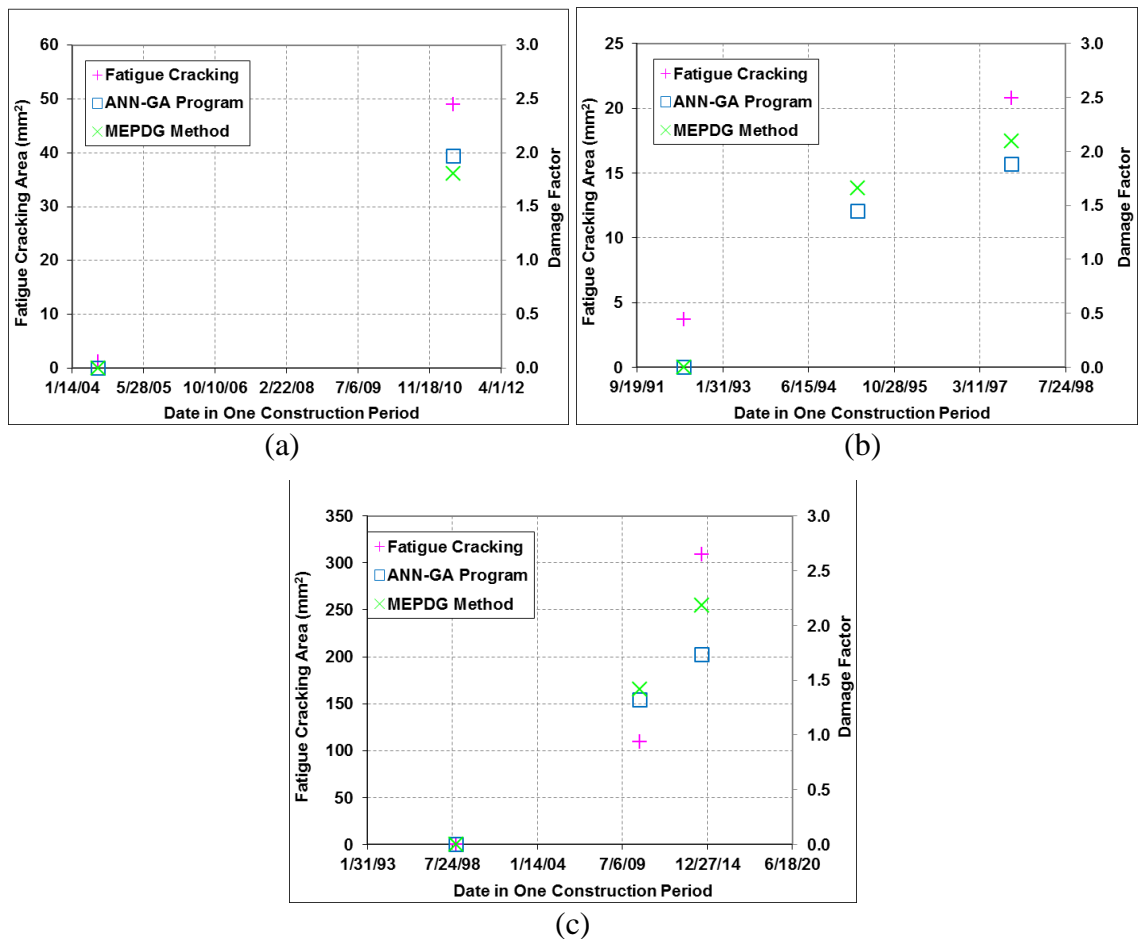 60
50
40
30
20
10
0
Fatigue Cracking Area (mm²)
Fatigue Cracking
ANN-GA Program
MEPDG Method
3.0
2.5
2.0
1.5
1.0
0.5
0.0
Damage Factor
1/14/04 5/28/05 10/10/06 2/22/08 7/6/09 11/18/10 4/1/12
Date in One Construction Period
(a)
25
20
15
10
5
0
Fatigue Cracking Area (mm²)
Fatigue Cracking
ANN-GA Program
MEPDG Method
3.0
2.5
2.0
1.5
1.0
0.5
0.0
Damage Factor
9/19/91 1/31/93 6/15/94 10/28/95 3/11/97 7/24/98
Date in One Construction Period
(b)
350
300
250
200
150
100
50
0
Fatigue Cracking Area (mm²)
Fatigue Cracking
ANN-GA Program
MEPDG Method
3.0
2.5
2.0
1.5
1.0
0.5
0.0
Damage Factor
1/31/93 7/24/98 1/14/04 7/6/09 12/27/14 6/18/20
Date in One Construction Period
(c)